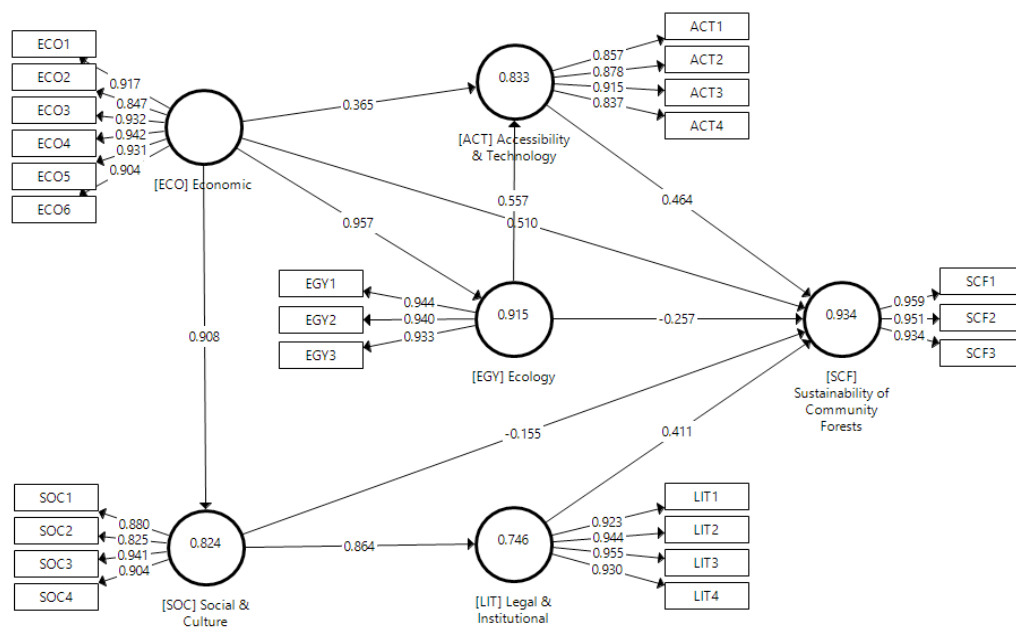 ECO1
ECO2
ECO3
ECO4
ECO5
ECO6
0.917
0.847
0.932
0.942
0.931
0.904
[ECO] Economic
0.365
0.833
[ACT] Accessibility
& Technology
0.857
0.878
0.915
0.837
ACT1
ACT2
ACT3
ACT4
0.557
0.510
0.464
0.957
0.908
EGY1
EGY2
EGY3
0.944
0.940
0.933
0.915
[EGY] Ecology
-0.257
0.934
[SCF]
Sustainability of
Community
Forests
0.959
0.951
0.934
SCF1
SCF2
SCF3
-0.155
0.411
SOC1
SOC2
SOC3
SOC4
0.880
0.825
0.941
0.904
0.824
[SOC] Social &
Culture
0.864
0.746
[LIT] Legal &
Institutional
0.923
0.944
0.955
0.930
LIT1
LIT2
LIT3
LIT4